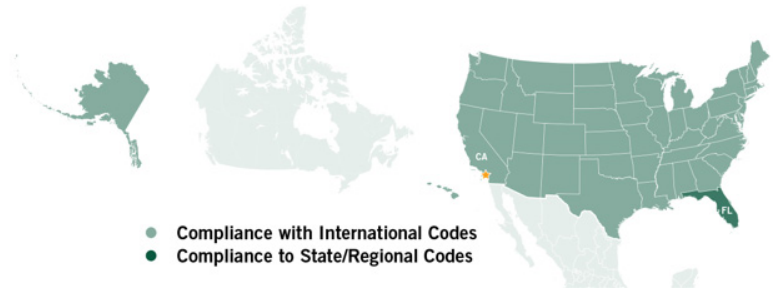 CA
FL
Compliance with International Codes
Compliance to State/Regional Codes